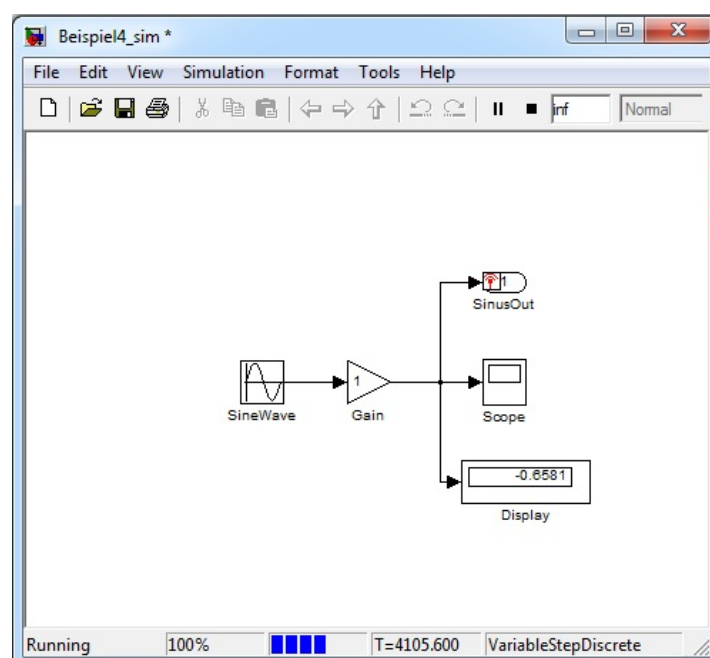 Beispiel4_sim *
File Edit View Simulation Format Tools Help
inf Normal
1
SinusOut
1
SineWave Gain Scope
-0.6581
Display
Running 100% T=4105.600 VariableStepDiscrete